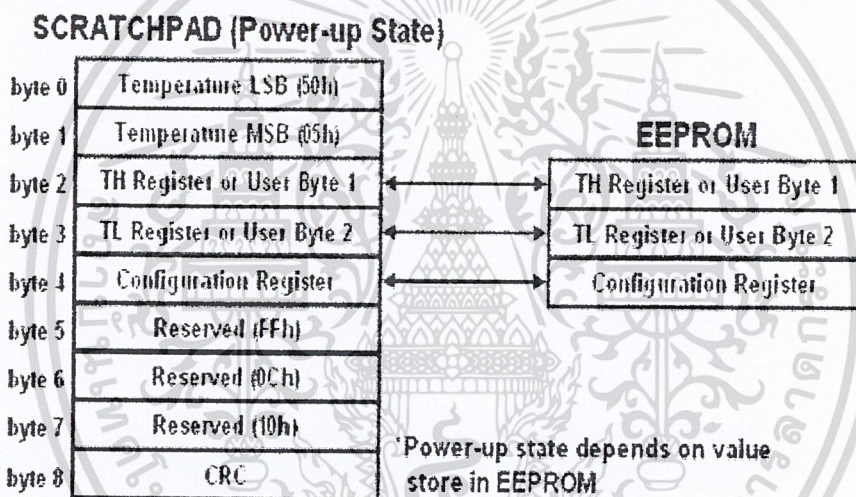 SCRATCHPAD (Power-up State)
byte 0 Temperature LSB (50h)
byte 1 Temperature MSB (05h)
EEPROM
byte 2 TH Register or User Byte 1 TH Register or User Byte 1
byte 3 TL Register or User Byte 2 TL Register or User Byte 2
byte 4 Configuration Register Configuration Register
byte 5 Reserved (FFh)
byte 6 Reserved (0Ch)
byte 7 Reserved (10h)
*Power-up state depends on value
byte 8 CRC
store in EEPROM